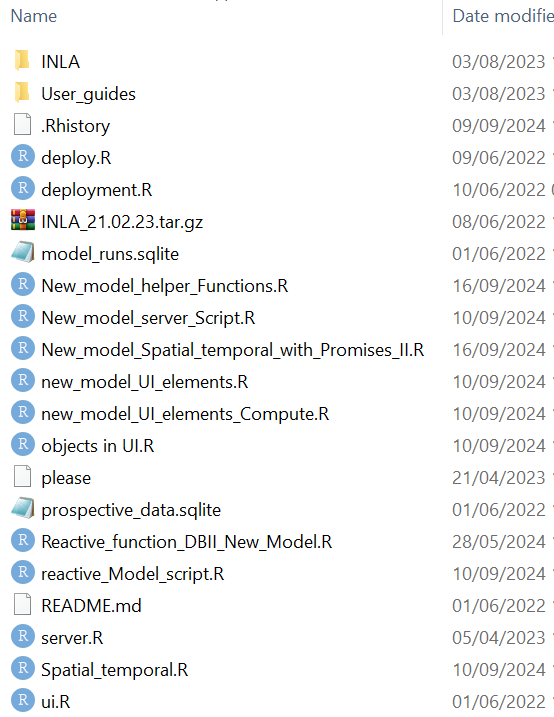 Name Date modifie
INLA 03/08/2023
User_guides 03/08/2023
.Rhistory 09/09/2024
R deploy.R 09/06/2022
R deployment.R 10/06/2022 0
INLA_21.02.23.tar.gz 08/06/2022
model_runs.sqlite 01/06/2022
R New_model_helper_Functions.R 16/09/2024
R New_model_server_Script.R 10/09/2024
R New_model_Spatial_temporal_with_Promises_II.R 16/09/2024
R new_model_UI_elements.R 10/09/2024
R new_model_UI_elements_Compute.R 10/09/2024
R objects in UI.R 10/09/2024
please 21/04/2023
prospective_data.sqlite 01/06/2022
R Reactive_function_DBII_New_Model.R 28/05/2024
R reactive_Model_script.R 10/09/2024
README.md 01/06/2022
R server.R 05/04/2023
R Spatial_temporal.R 10/09/2024
R ui.R 01/06/2022